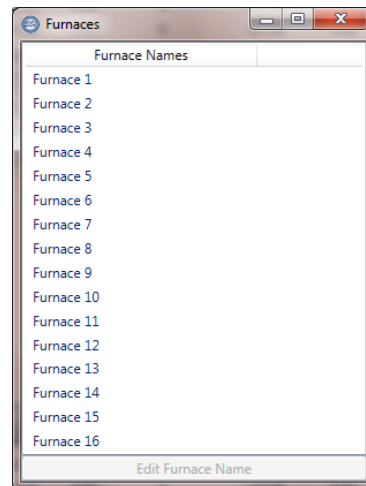 Furnaces
Furnace Names
Furnace 1
Furnace 2
Furnace 3
Furnace 4
Furnace 5
Furnace 6
Furnace 7
Furnace 8
Furnace 9
Furnace 10
Furnace 11
Furnace 12
Furnace 13
Furnace 14
Furnace 15
Furnace 16
Edit Furnace Name